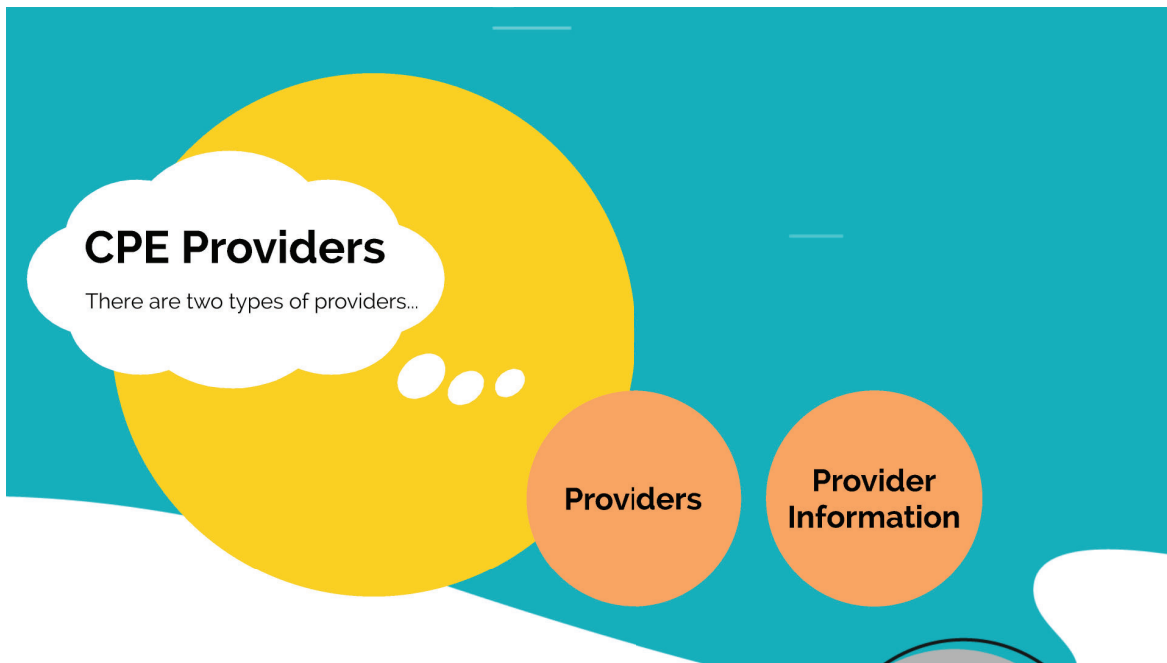 CPE Providers
There are two types of providers...
Providers
Provider
Information